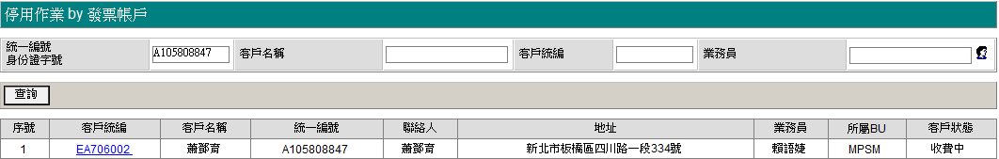 停用作業 by 發票帳戶
統一編號
身份證字號 A105808847 客戶名稱 客戶統編 業務員
查詢
序號 客戶統編 客戶名稱 統一編號 聯絡人 地址 業務員 所屬BU 客戶狀態
1 EA706002 蕭鄧育 A105808847 蕭鄧育 新北市板橋區四川路一段334號 賴語婕 MPSM 收費中